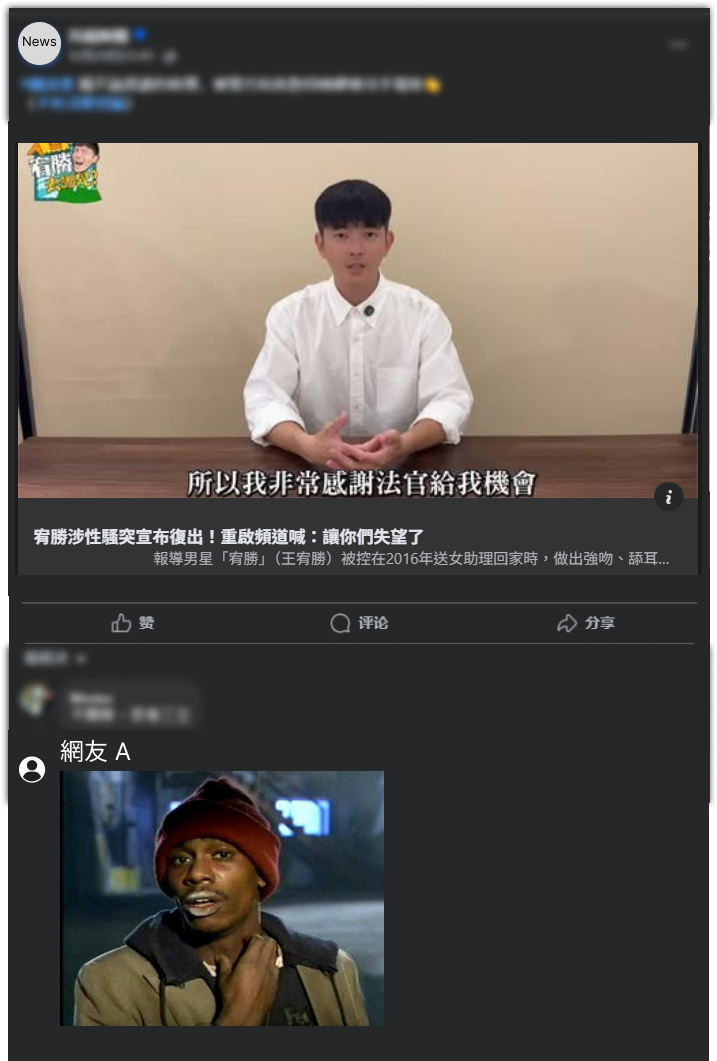 News
宥勝
所以我非常感謝法官給我機會
宥勝涉性騷突宣布復出！重啟頻道喊：讓你們失望了
報導男星「宥勝」（王宥勝）被控在2016年送女助理回家時，做出強吻、舔耳...
赞
评论
分享
網友 A